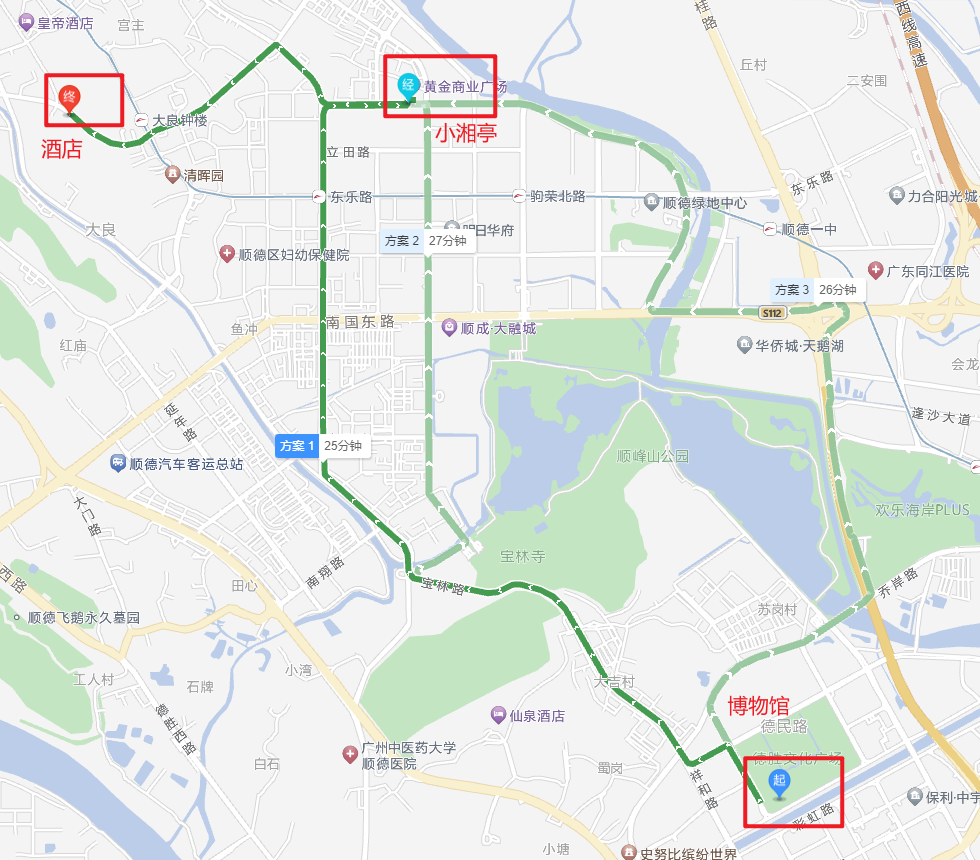 皇帝酒店
宫主
桂路
西线高速
丘村
二安围
终
经
黄金商业广场
小湘亭
大良钟楼
酒店
立田路
清晖园
东乐路
驹荣北路
东乐路
力合阳光城
顺德绿地中心
顺德一中
大良
明日华府
方案 2
27分钟
顺德区妇幼保健院
广东同江医院
方案 3
26分钟
S112
南国东路
鱼冲
顺成·大融城
红庙
华侨城·天鹅湖
会龙
延年路
逢沙大道
方案 1
25分钟
顺峰山公园
顺德汽车客运总站
大门路
欢乐海岸PLUS
宝林寺
南翔路
宝林路
西路
田心
乔岸路
苏岗村
顺德飞鹅永久墓园
小湾
工人村
石牌
大吉村
博物馆
仙泉酒店
德民路
德胜西路
广州中医药大学
顺德医院
德胜文化广场
白石
蜀岗
祥和路
起
保利·中宇
彩虹路
小塘
史努比缤纷世界